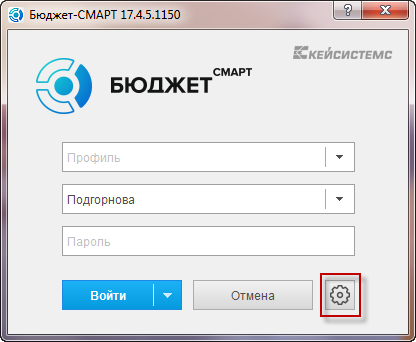 Бюджет-СМАРТ 17.4.5.1150
КЕЙСИСТЕМС
БЮДЖЕТ СМАРТ
Профиль
Подгорнова
Пароль
Войти
Отмена